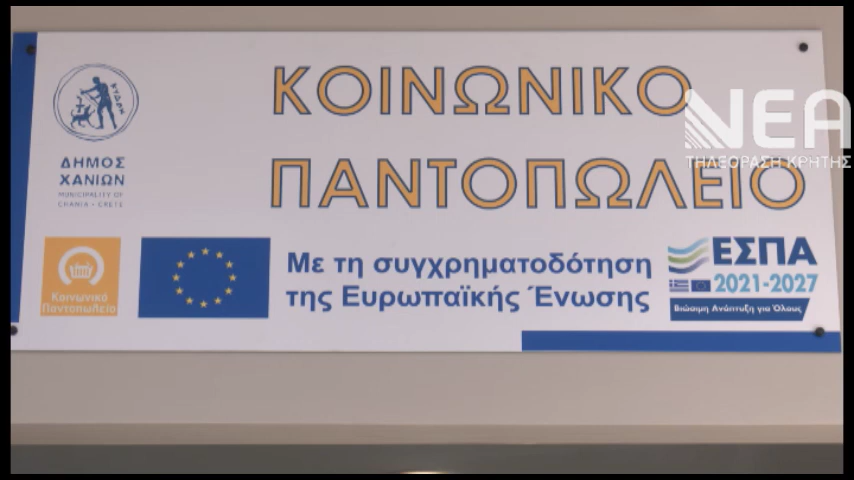 ΚΟΙΝΩΝΙΚΟ
ΠΑΝΤΟΠΩΛΕΙΟ
ΝΕΑ
ΤΗΛΕΟΡΑΣΗ ΚΡΗΤΗΣ
ΚΥΔΩΝ
ΔΗΜΟΣ
ΧΑΝΙΩΝ
MUNICIPALITY OF
CHANIA - CRETE
Κοινωνικό
Παντοπωλείο
Με τη συγχρηματοδότηση
της Ευρωπαϊκής Ένωσης
ΕΣΠΑ
2021-2027
Βιώσιμη Ανάπτυξη για Όλους